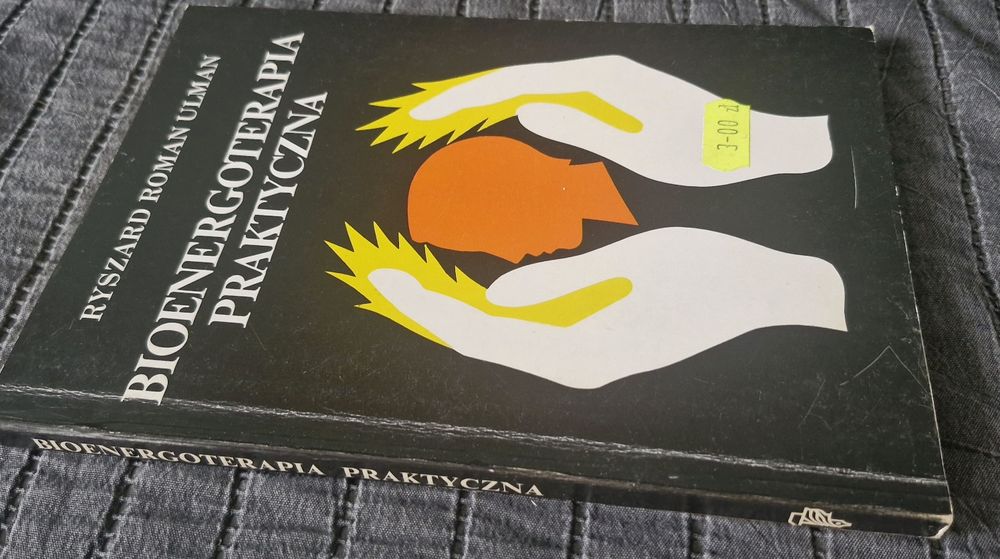 RYSZARD ROMAN ULMAN
BIOENERGOTERAPIA
PRAKTYCZNA
3-00 zł
BIOENERGOTERAPIA PRAKTYCZNA